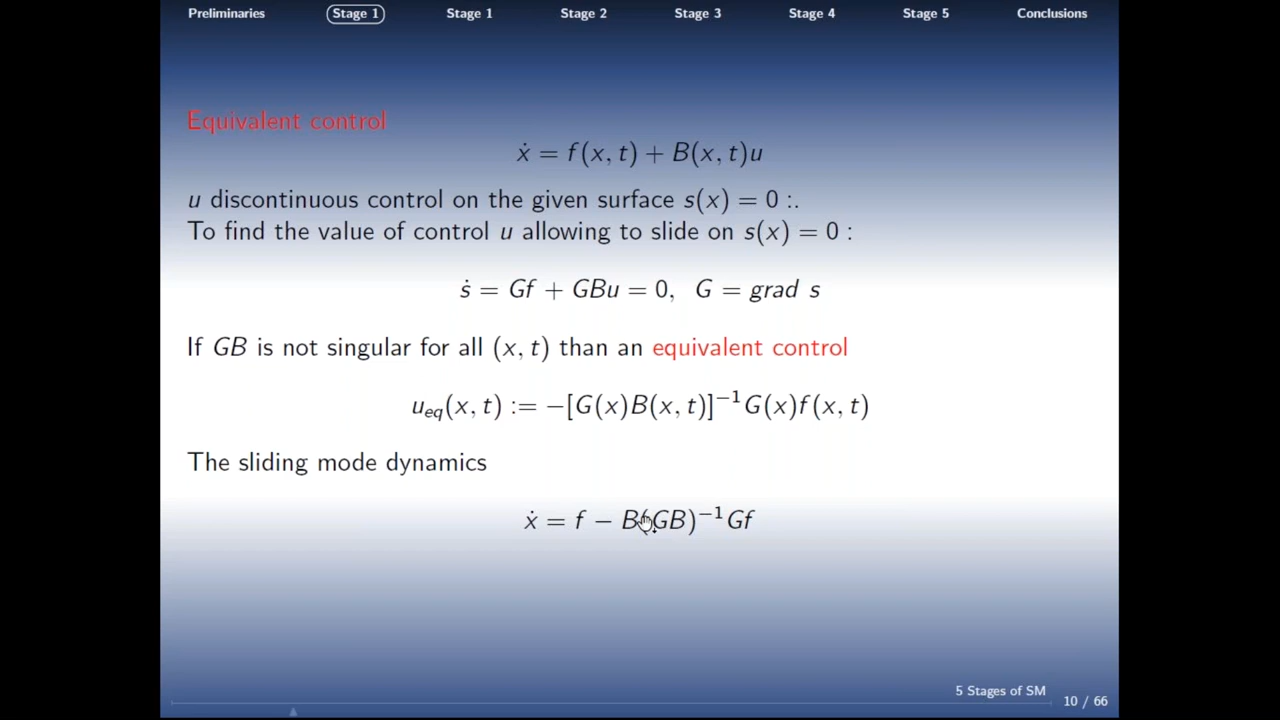 Preliminaries Stage 1 Stage 1 Stage 2 Stage 3 Stage 4 Stage 5 Conclusions
Equivalent control
ẋ = f(x, t) + B(x, t)u
u discontinuous control on the given surface s(x) = 0 :.
To find the value of control u allowing to slide on s(x) = 0 :
ṡ = Gf + GBu = 0, G = grad s
If GB is not singular for all (x, t) than an equivalent control
u_eq(x, t) := −[G(x)B(x, t)]⁻¹G(x)f(x, t)
The sliding mode dynamics
ẋ = f − B(GB)⁻¹Gf
5 Stages of SM
10 / 66